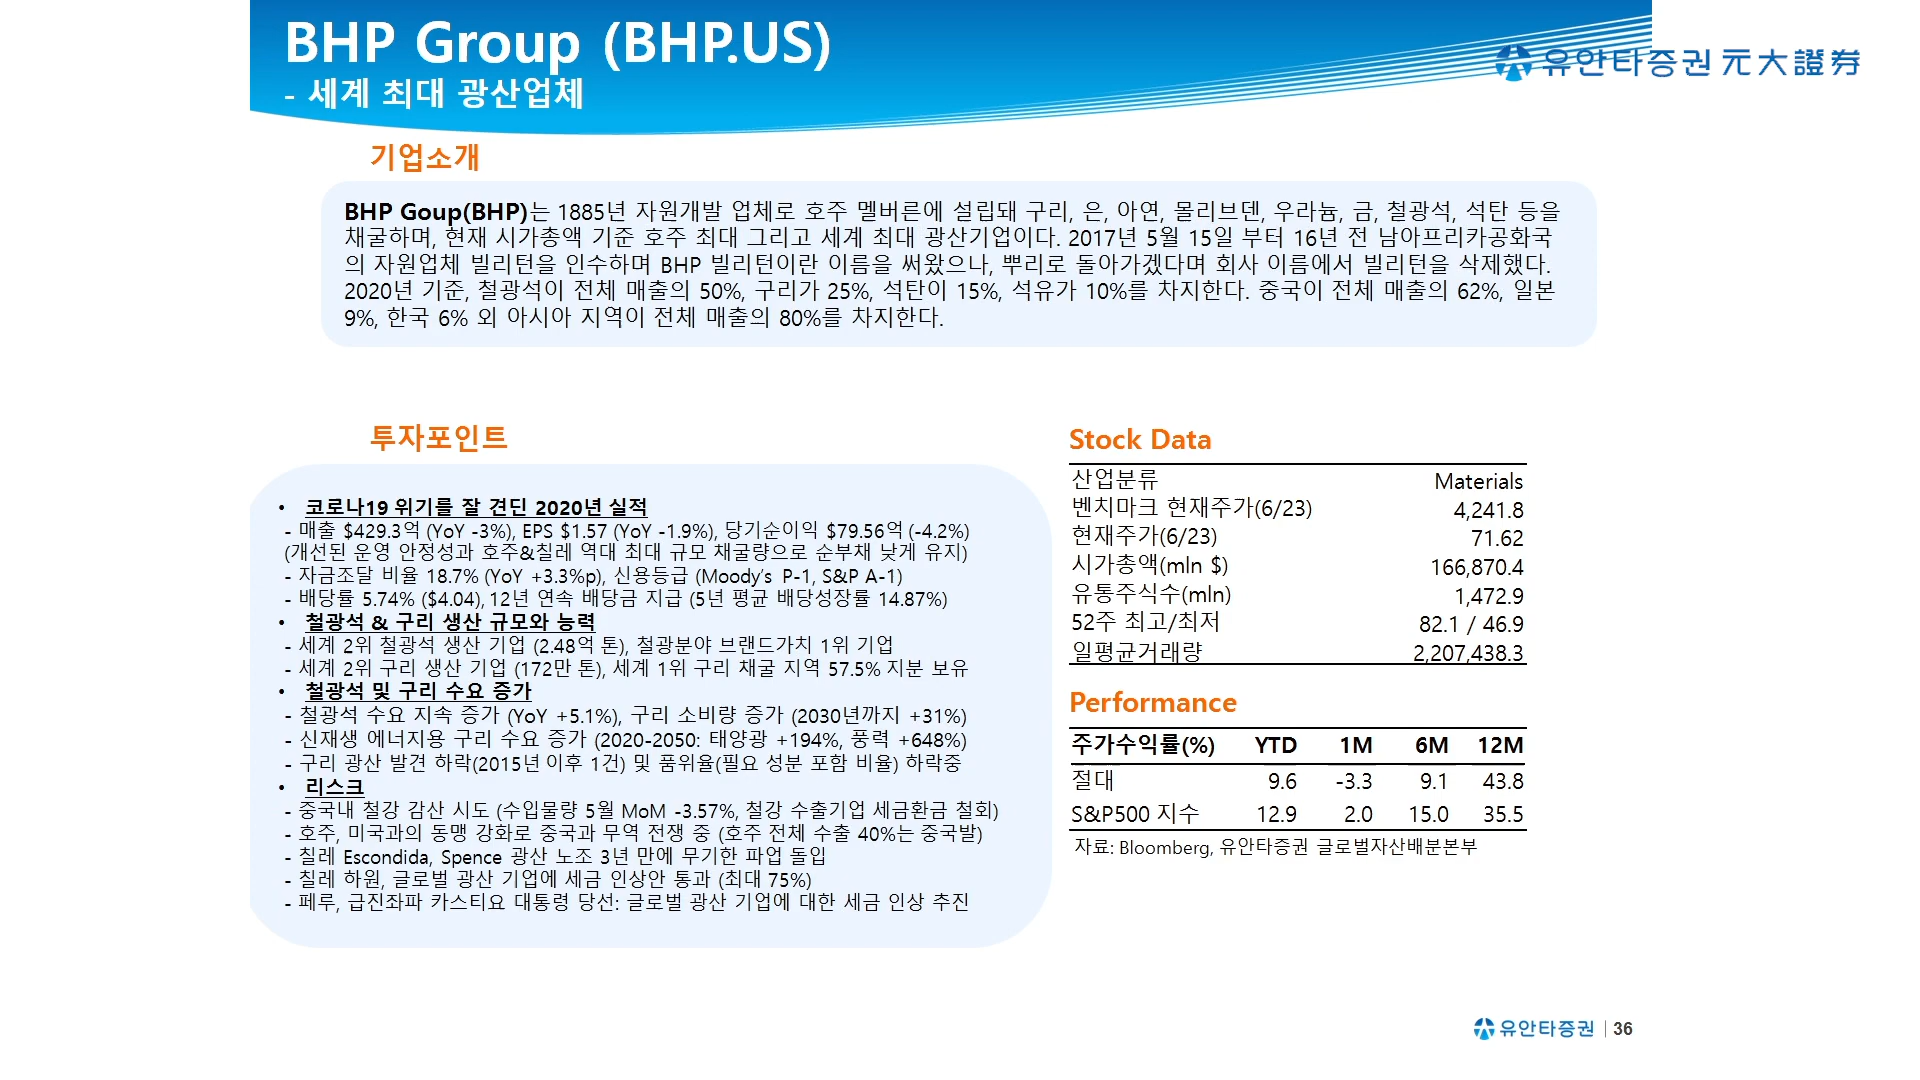 BHP Group (BHP.US)
- 세계 최대 광산업체
유안타증권 元大證券
기업소개
BHP Goup(BHP)는 1885년 자원개발 업체로 호주 멜버른에 설립돼 구리, 은, 아연, 몰리브덴, 우라늄, 금, 철광석, 석탄 등을
채굴하며, 현재 시가총액 기준 호주 최대 그리고 세계 최대 광산기업이다. 2017년 5월 15일 부터 16년 전 남아프리카공화국
의 자원업체 빌리턴을 인수하며 BHP 빌리턴이란 이름을 써왔으나, 뿌리로 돌아가겠다며 회사 이름에서 빌리턴을 삭제했다.
2020년 기준, 철광석이 전체 매출의 50%, 구리가 25%, 석탄이 15%, 석유가 10%를 차지한다. 중국이 전체 매출의 62%, 일본
9%, 한국 6% 외 아시아 지역이 전체 매출의 80%를 차지한다.
투자포인트
• 코로나19 위기를 잘 견딘 2020년 실적
- 매출 $429.3억 (YoY -3%), EPS $1.57 (YoY -1.9%), 당기순이익 $79.56억 (-4.2%)
(개선된 운영 안정성과 호주&칠레 역대 최대 규모 채굴량으로 순부채 낮게 유지)
- 자금조달 비율 18.7% (YoY +3.3%p), 신용등급 (Moody's P-1, S&P A-1)
- 배당률 5.74% ($4.04), 12년 연속 배당금 지급 (5년 평균 배당성장률 14.87%)
• 철광석 & 구리 생산 규모와 능력
- 세계 2위 철광석 생산 기업 (2.48억 톤), 철광분야 브랜드가치 1위 기업
- 세계 2위 구리 생산 기업 (172만 톤), 세계 1위 구리 채굴 지역 57.5% 지분 보유
• 철광석 및 구리 수요 증가
- 철광석 수요 지속 증가 (YoY +5.1%), 구리 소비량 증가 (2030년까지 +31%)
- 신재생 에너지용 구리 수요 증가 (2020-2050: 태양광 +194%, 풍력 +648%)
- 구리 광산 발견 하락(2015년 이후 1건) 및 품위율(필요 성분 포함 비율) 하락중
• 리스크
- 중국내 철강 감산 시도 (수입물량 5월 MoM -3.57%, 철강 수출기업 세금환금 철회)
- 호주, 미국과의 동맹 강화로 중국과 무역 전쟁 중 (호주 전체 수출 40%는 중국발)
- 칠레 Escondida, Spence 광산 노조 3년 만에 무기한 파업 돌입
- 칠레 하원, 글로벌 광산 기업에 세금 인상안 통과 (최대 75%)
- 페루, 급진좌파 카스티요 대통령 당선: 글로벌 광산 기업에 대한 세금 인상 추진
Stock Data
산업분류 Materials
벤치마크 현재주가(6/23) 4,241.8
현재주가(6/23) 71.62
시가총액(mln $) 166,870.4
유통주식수(mln) 1,472.9
52주 최고/최저 82.1 / 46.9
일평균거래량 2,207,438.3
Performance
주가수익률(%) YTD 1M 6M 12M
절대 9.6 -3.3 9.1 43.8
S&P500 지수 12.9 2.0 15.0 35.5
자료: Bloomberg, 유안타증권 글로벌자산배분본부
유안타증권 | 36